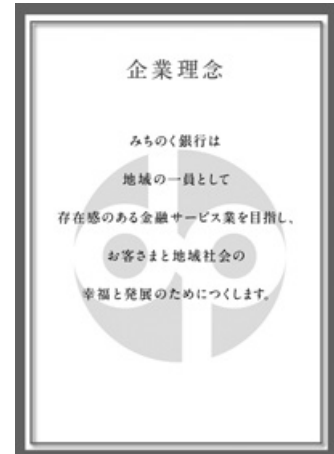 企業理念
みちのく銀行は
地域の一員として
存在感のある金融サービス業を目指し、
お客さまと地域社会の
幸福と発展のためにつくします。